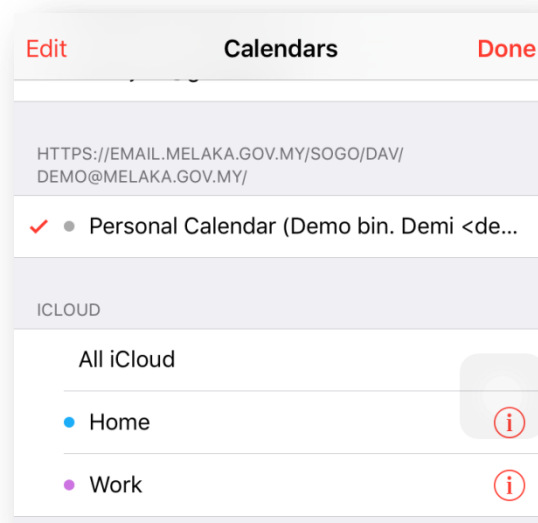 Edit Calendars Done
HTTPS://EMAIL.MELAKA.GOV.MY/SOGO/DAV/
DEMO@MELAKA.GOV.MY/
Personal Calendar (Demo bin. Demi <de...
ICLOUD
All iCloud
Home
Work